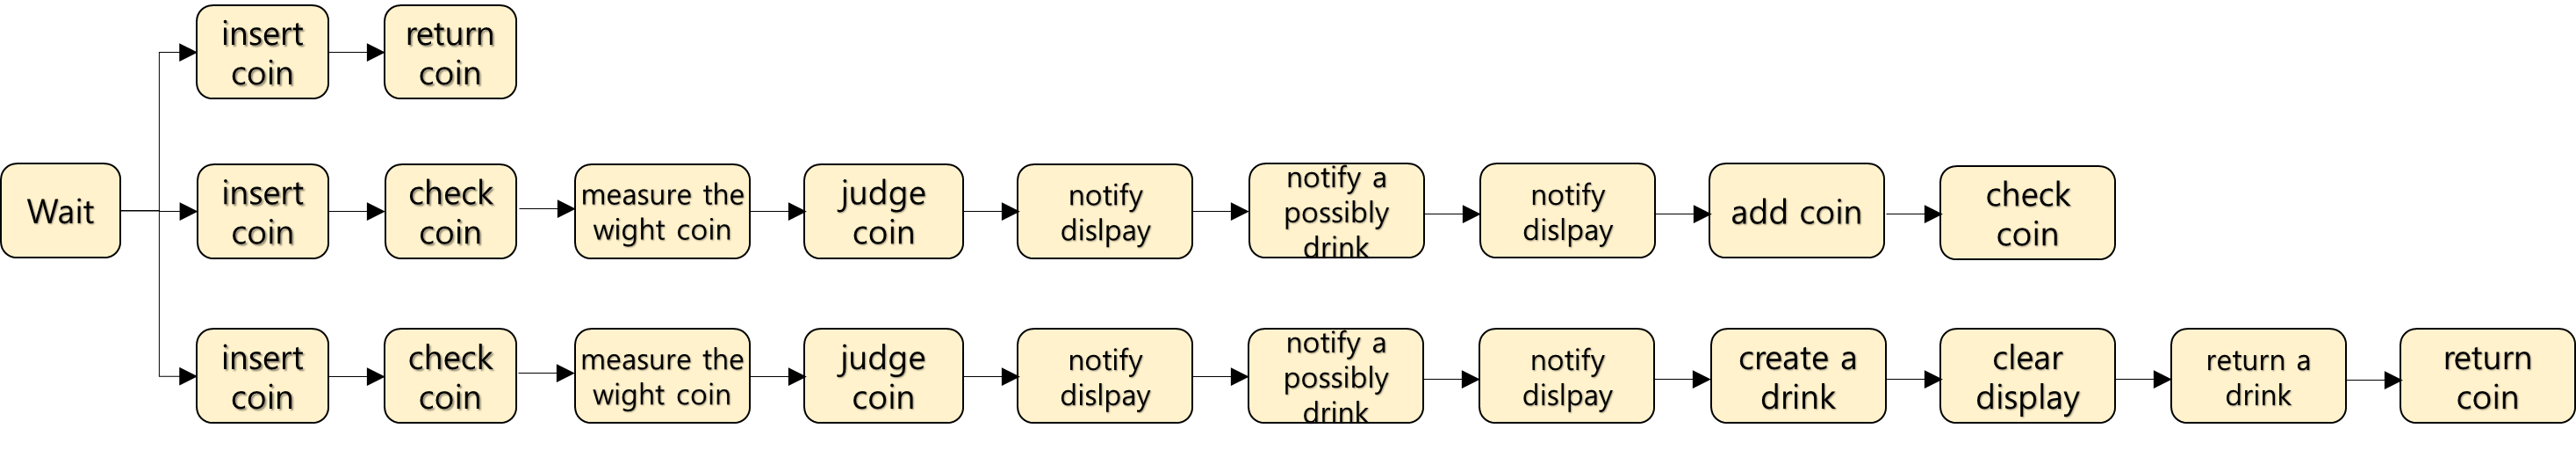 insert
coin
return
coin
Wait
insert
coin
check
coin
measure the
wight coin
judge
coin
notify
dislpay
notify a
possibly
drink
notify
dislpay
add coin
check
coin
insert
coin
check
coin
measure the
wight coin
judge
coin
notify
dislpay
notify a
possibly
drink
notify
dislpay
create a
drink
clear
display
return a
drink
return
coin